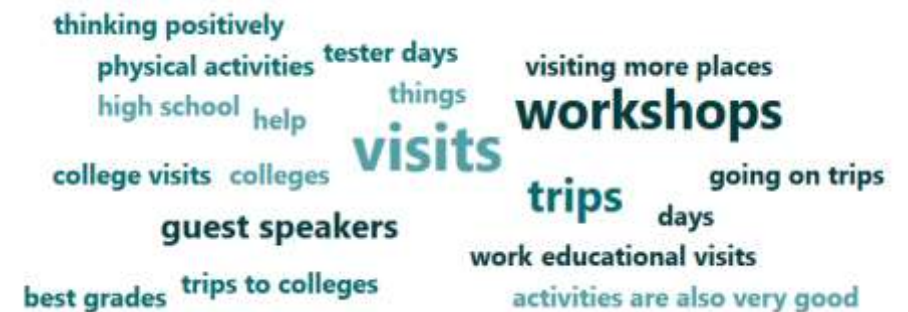 thinking positively
physical activities tester days
visiting more places
high school help things
workshops
visits
college visits colleges
going on trips
trips
days
guest speakers
work educational visits
best grades trips to colleges
activities are also very good